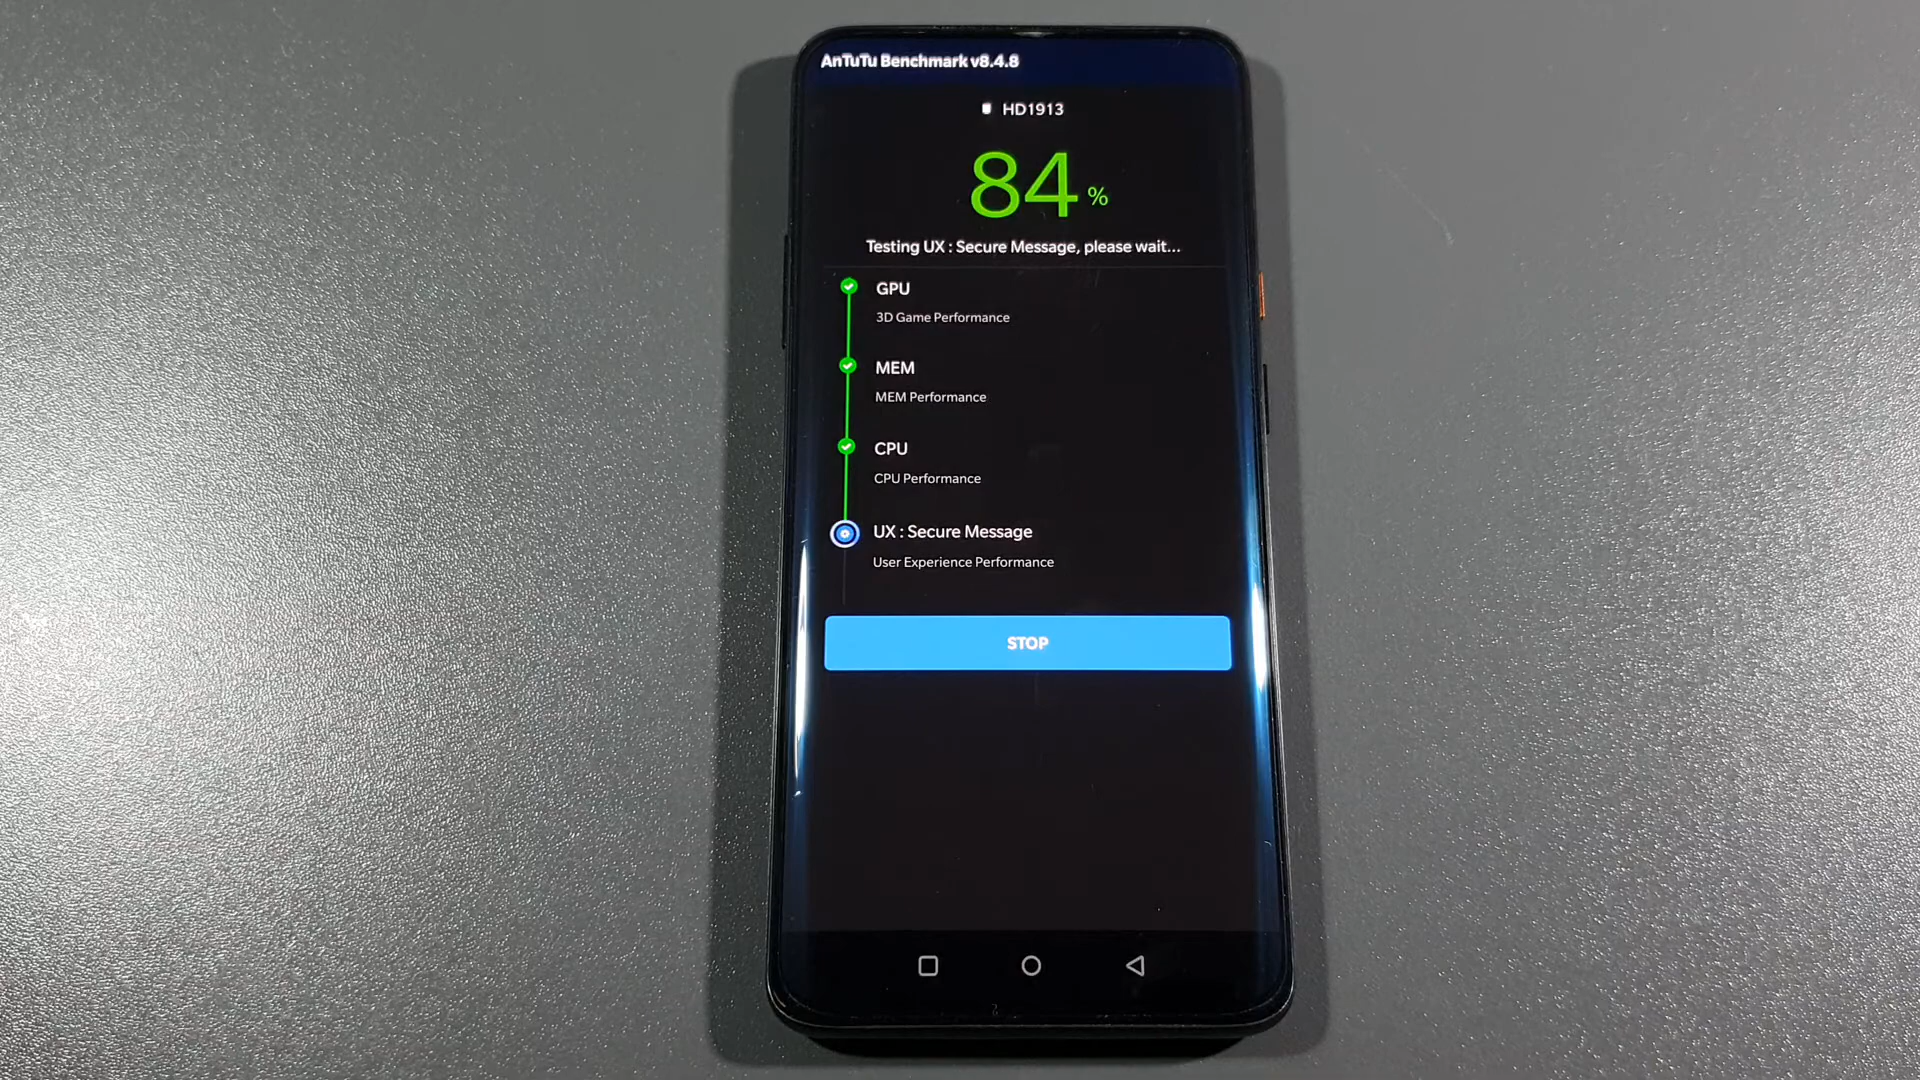 AnTuTu Benchmark v8.4.8
HD1913
84 %
Testing UX : Secure Message, please wait...
GPU
3D Game Performance
MEM
MEM Performance
CPU
CPU Performance
UX : Secure Message
User Experience Performance
STOP